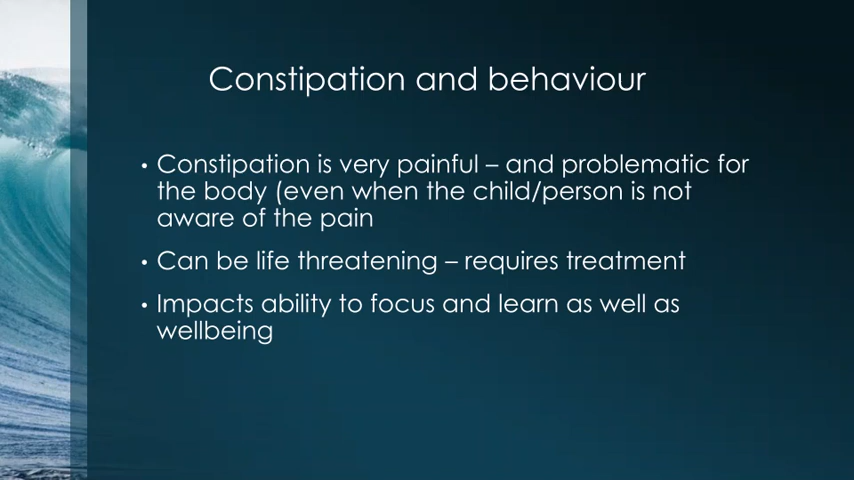 Constipation and behaviour
• Constipation is very painful – and problematic for
the body (even when the child/person is not
aware of the pain
• Can be life threatening – requires treatment
• Impacts ability to focus and learn as well as
wellbeing